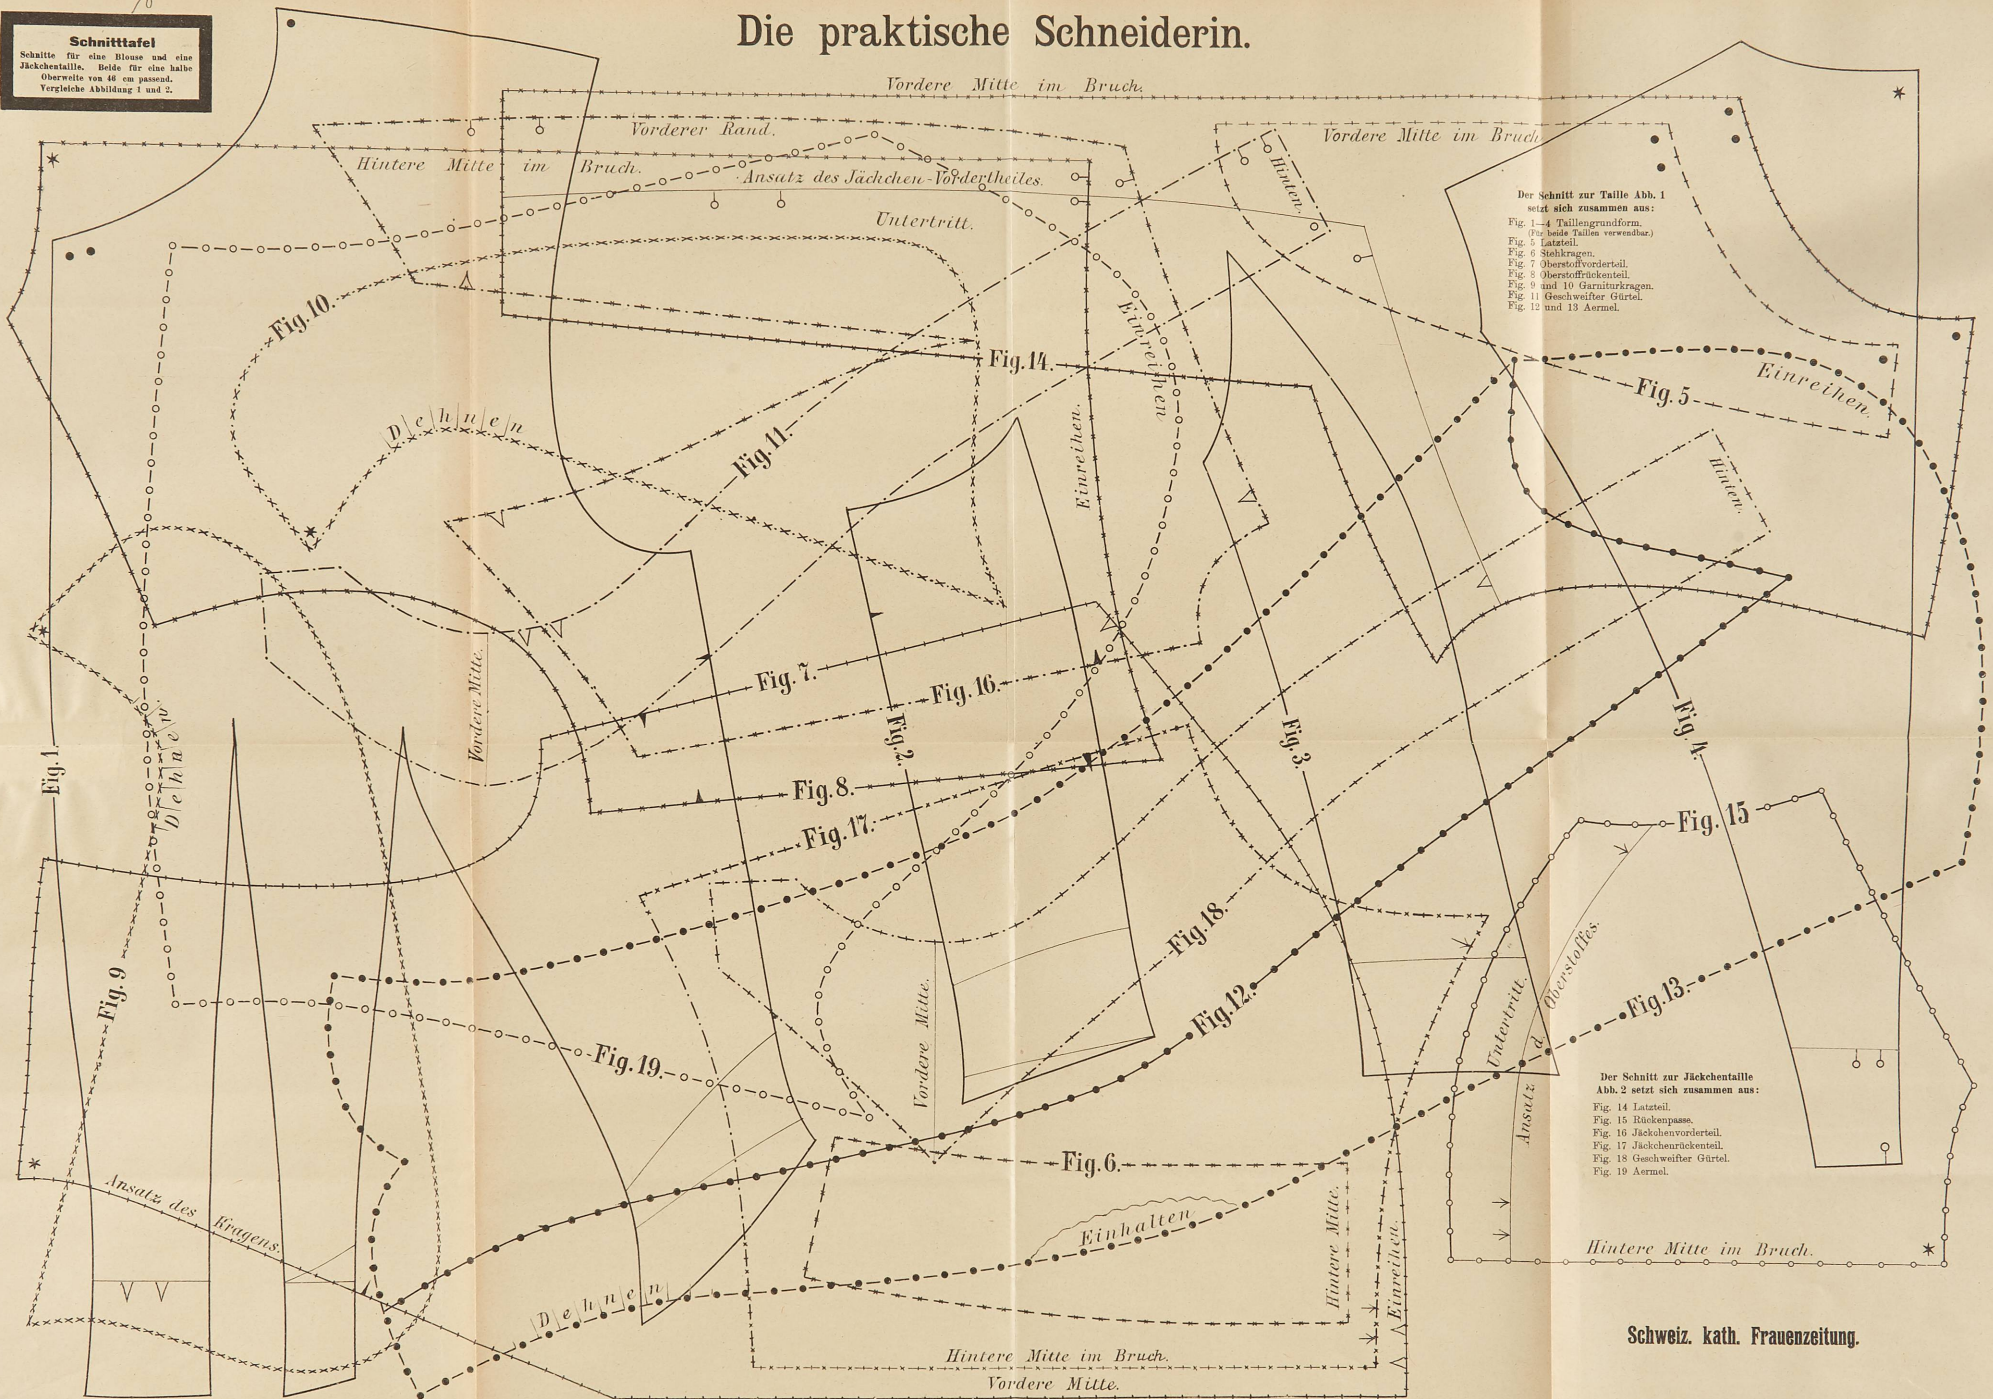 Die praktische Schneiderin.
Schnitttafel
Schnitte für eine Blouse und eine
Jäckchentaille. Beide für eine halbe
Oberweite von 46 cm passend.
Vergleiche Abbildung 1 und 2.
Vordere Mitte im Bruch.
Vorderer Rand.
Vordere Mitte im Bruch
Hintere Mitte im Bruch.
Ansatz des Jäckchen-Vordertheiles.
Hinten.
Untertritt.
Der Schnitt zur Taille Abb. 1
setzt sich zusammen aus:
Fig. 1—4 Taillengrundform.
(Für beide Taillen verwendbar.)
Fig. 5 Latzteil.
Fig. 6 Stehkragen.
Fig. 7 Oberstoffvorderteil.
Fig. 8 Oberstoffrückenteil.
Fig. 9 und 10 Garniturkragen.
Fig. 11 Geschweifter Gürtel.
Fig. 12 und 13 Aermel.
Fig. 10.
Einreihen
Fig. 14.
Fig. 5
Einreihen.
Dehnen
Fig. 11.
Einreihen.
Hinten.
Vordere Mitte.
Fig. 7.
Fig. 16.
Fig. 1.
Dehnen.
Fig. 2.
Fig. 3.
Fig. 4.
Fig. 8.
Fig. 17.
Fig. 15
Fig. 18.
Fig. 9
Vordere Mitte.
Fig. 12.
Fig. 13.
Untertritt.
Ansatz d. Oberstoffes.
Fig. 19.
Der Schnitt zur Jäckchentaille
Abb. 2 setzt sich zusammen aus:
Fig. 14 Latzteil.
Fig. 15 Rückenpasse.
Fig. 16 Jäckchenvorderteil.
Fig. 17 Jäckchenrückenteil.
Fig. 18 Geschweifter Gürtel.
Fig. 19 Aermel.
Fig. 6.
Ansatz des Kragens.
Einhalten
Hintere Mitte.
Einreihen.
Hintere Mitte im Bruch.
Dehnen
Schweiz. kath. Frauenzeitung.
Hintere Mitte im Bruch.
Vordere Mitte.